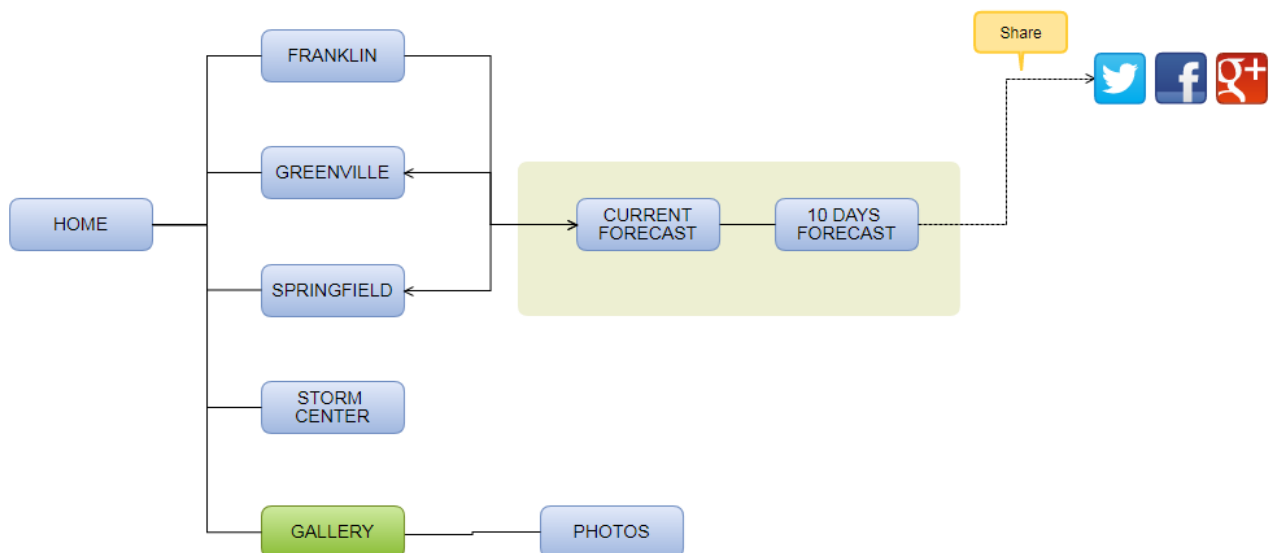 Share
FRANKLIN
g+
GREENVILLE
HOME
CURRENT
FORECAST
10 DAYS
FORECAST
SPRINGFIELD
STORM
CENTER
GALLERY
PHOTOS